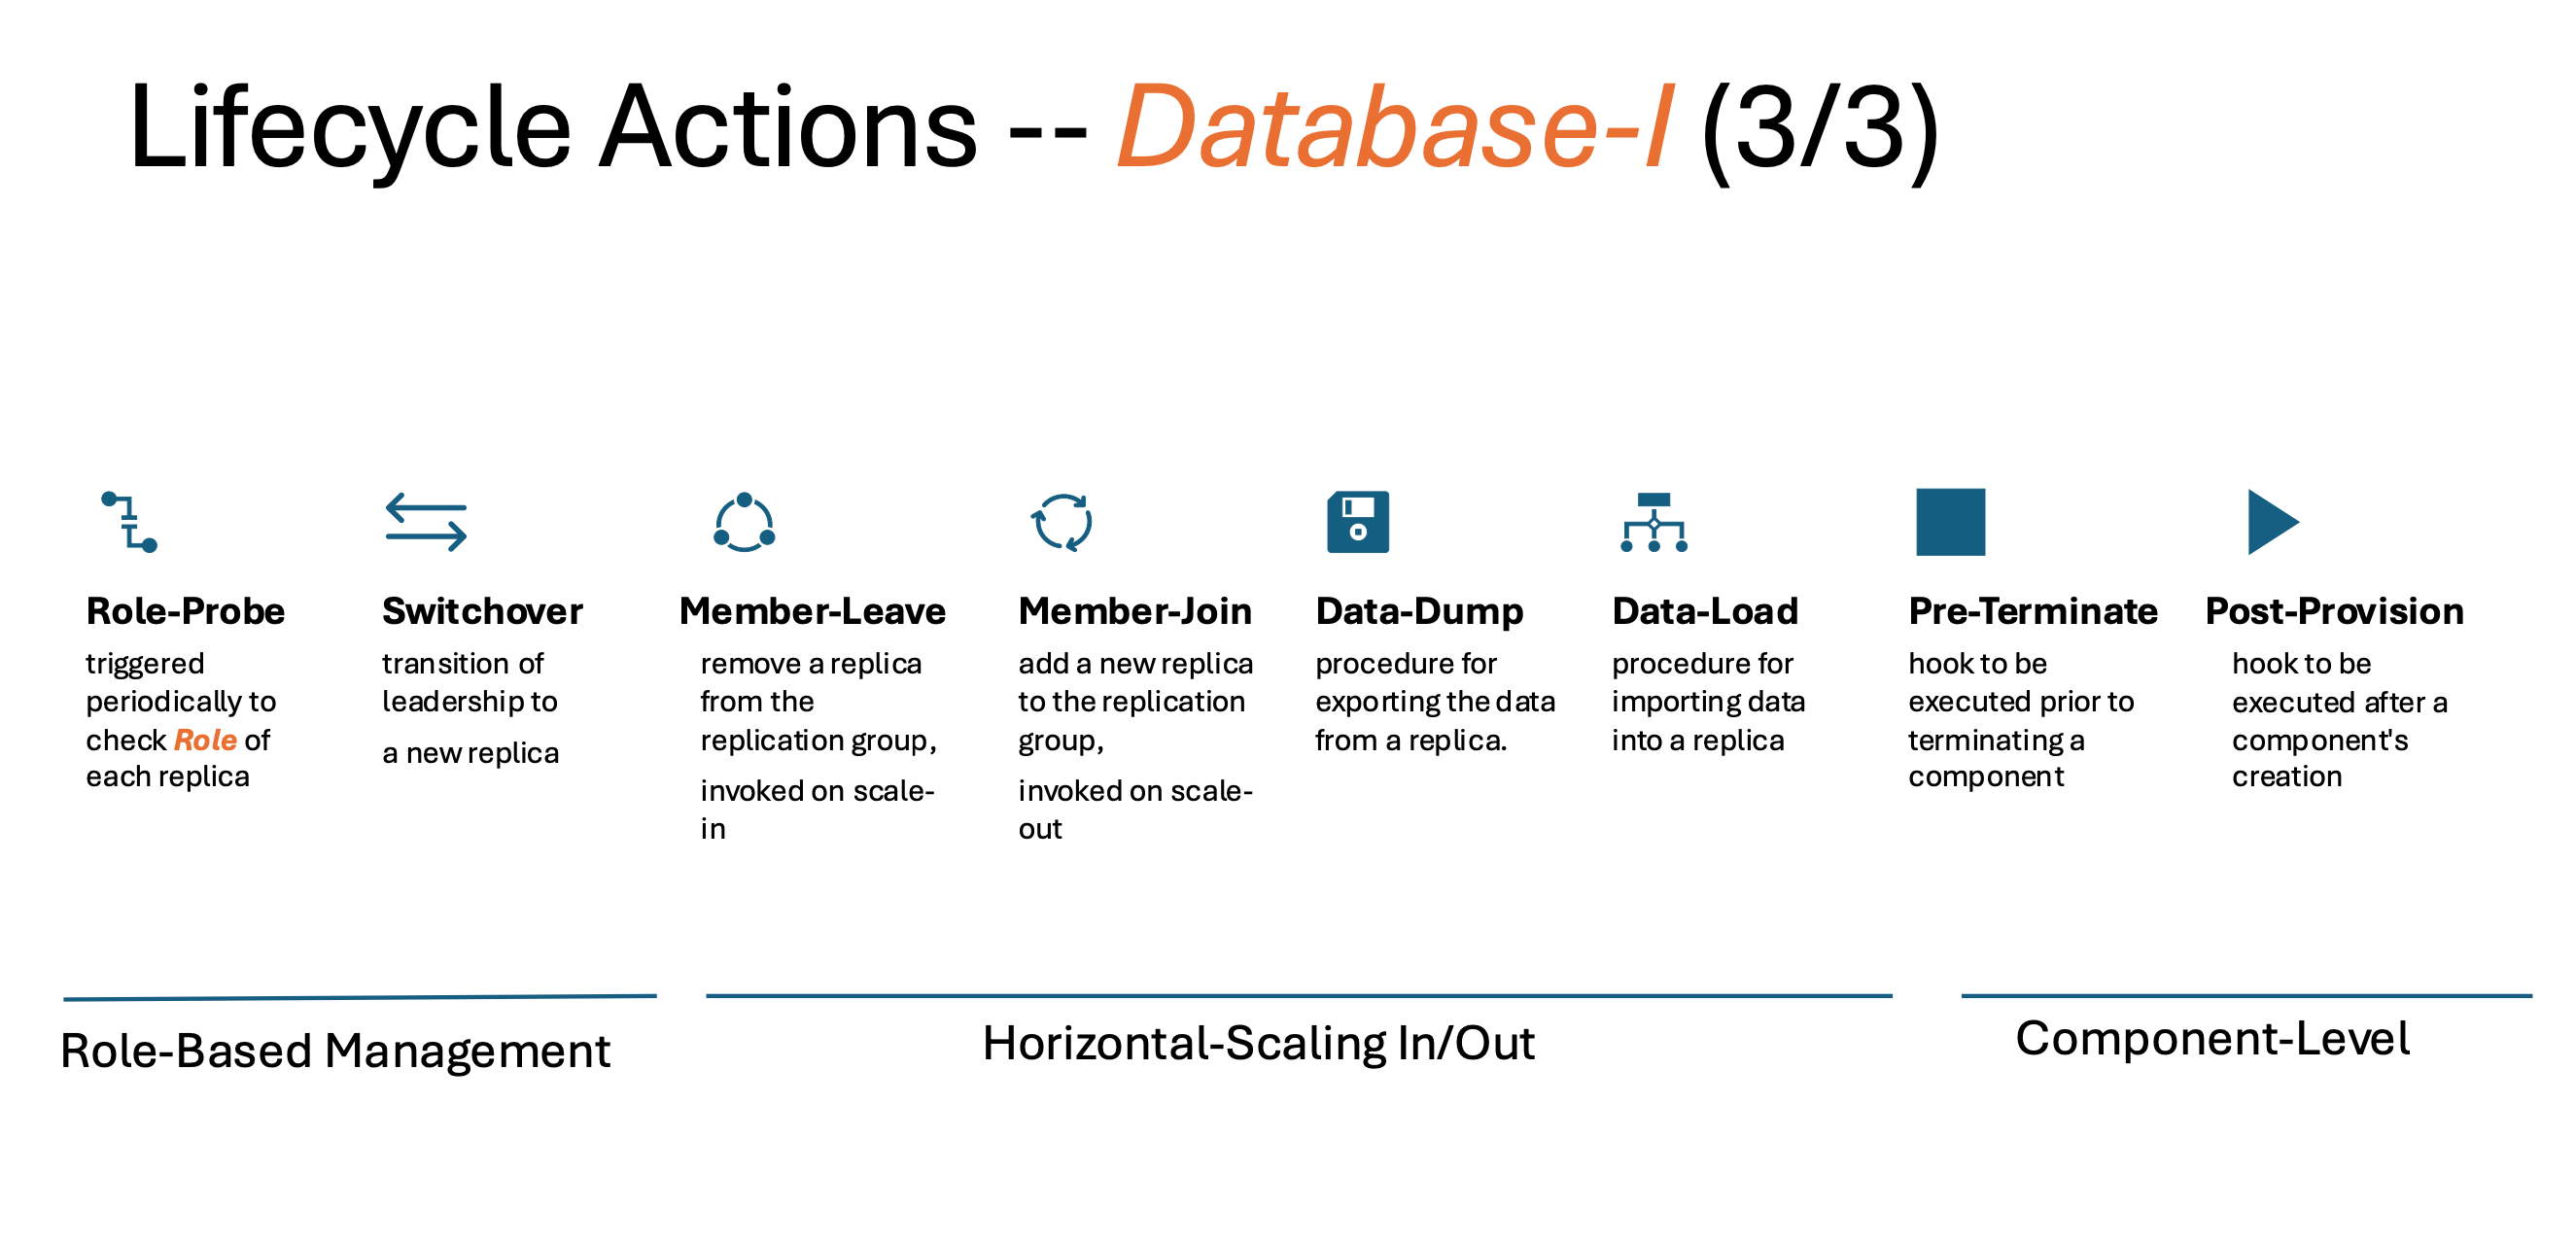 Lifecycle Actions -- Database-I (3/3)
Role-Probe
triggered
periodically to
check Role of
each replica
Switchover
transition of
leadership to
a new replica
Member-Leave
remove a replica
from the
replication group,
invoked on scale-
in
Member-Join
add a new replica
to the replication
group,
invoked on scale-
out
Data-Dump
procedure for
exporting the data
from a replica.
Data-Load
procedure for
importing data
into a replica
Pre-Terminate
hook to be
executed prior to
terminating a
component
Post-Provision
hook to be
executed after a
component's
creation
Role-Based Management
Horizontal-Scaling In/Out
Component-Level